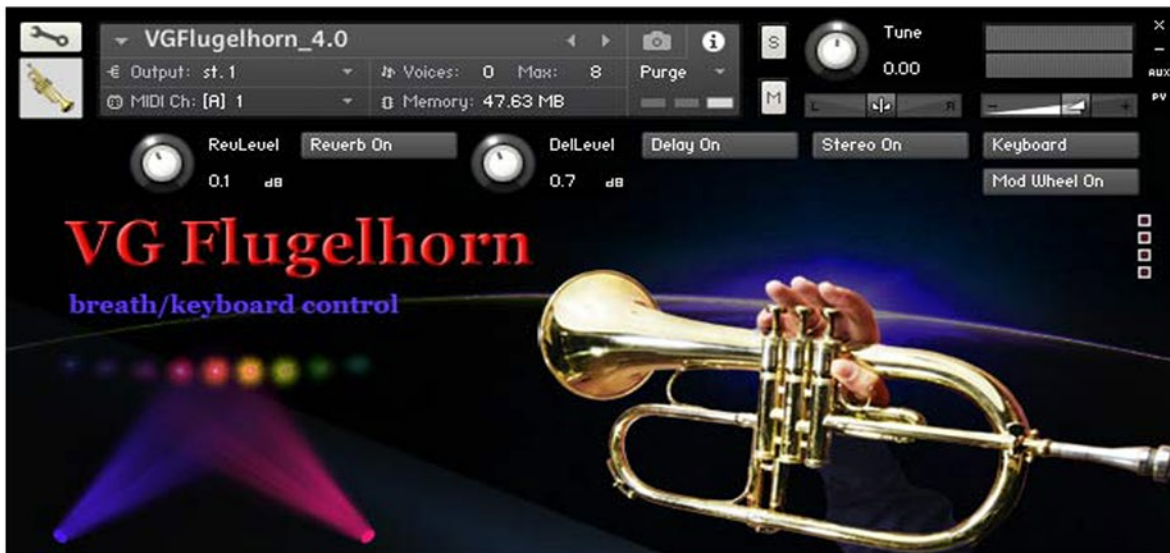 VGFlugelhorn_4.0
Output: st.1
Voices: 0 Max: 8
Purge
MIDI Ch: [A] 1
Memory: 47.63 MB
S
M
Tune
0.00
L
R
- +
×
–
AUX
PV
RevLevel
0.1 dB
Reverb On
DelLevel
0.7 dB
Delay On
Stereo On
Keyboard
Mod Wheel On
VG Flugelhorn
breath/keyboard control